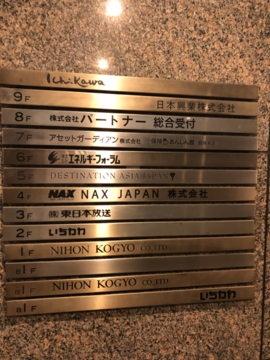 Ichikawa
9F 日本興業株式会社
8F 株式会社 パートナー 総合受付
7F アセットガーディアン株式会社
6F エネルギーフォーラム
5F DESTINATION ASIA JAPAN
4F NAX NAX JAPAN 株式会社
3F ㈱東日本放送
2F いちかわ
1F NIHON KOGYO CO.,LTD.
B1F
B1F NIHON KOGYO CO.,LTD.
B1F いちかわ